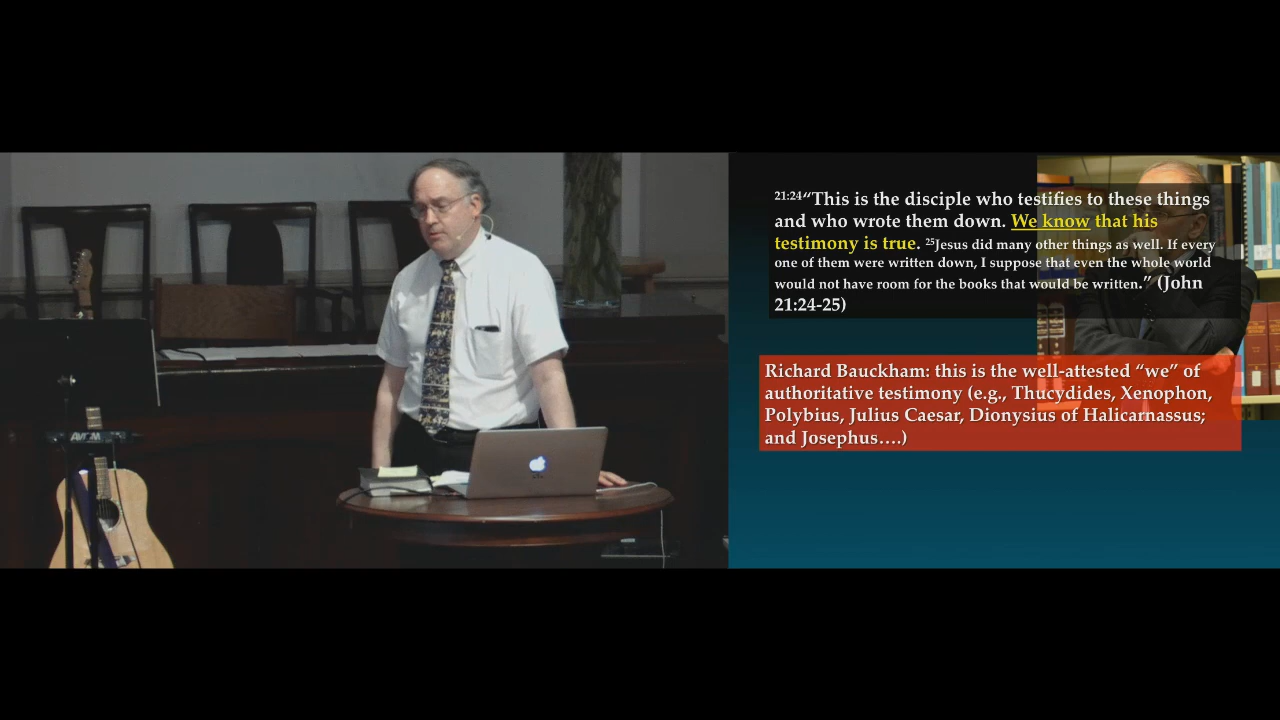 21:24“This is the disciple who testifies to these things
and who wrote them down. We know that his
testimony is true. 25Jesus did many other things as well. If every
one of them were written down, I suppose that even the whole world
would not have room for the books that would be written.” (John
21:24-25)
Richard Bauckham: this is the well-attested “we” of
authoritative testimony (e.g., Thucydides, Xenophon,
Polybius, Julius Caesar, Dionysius of Halicarnassus;
and Josephus….)
AVIOM